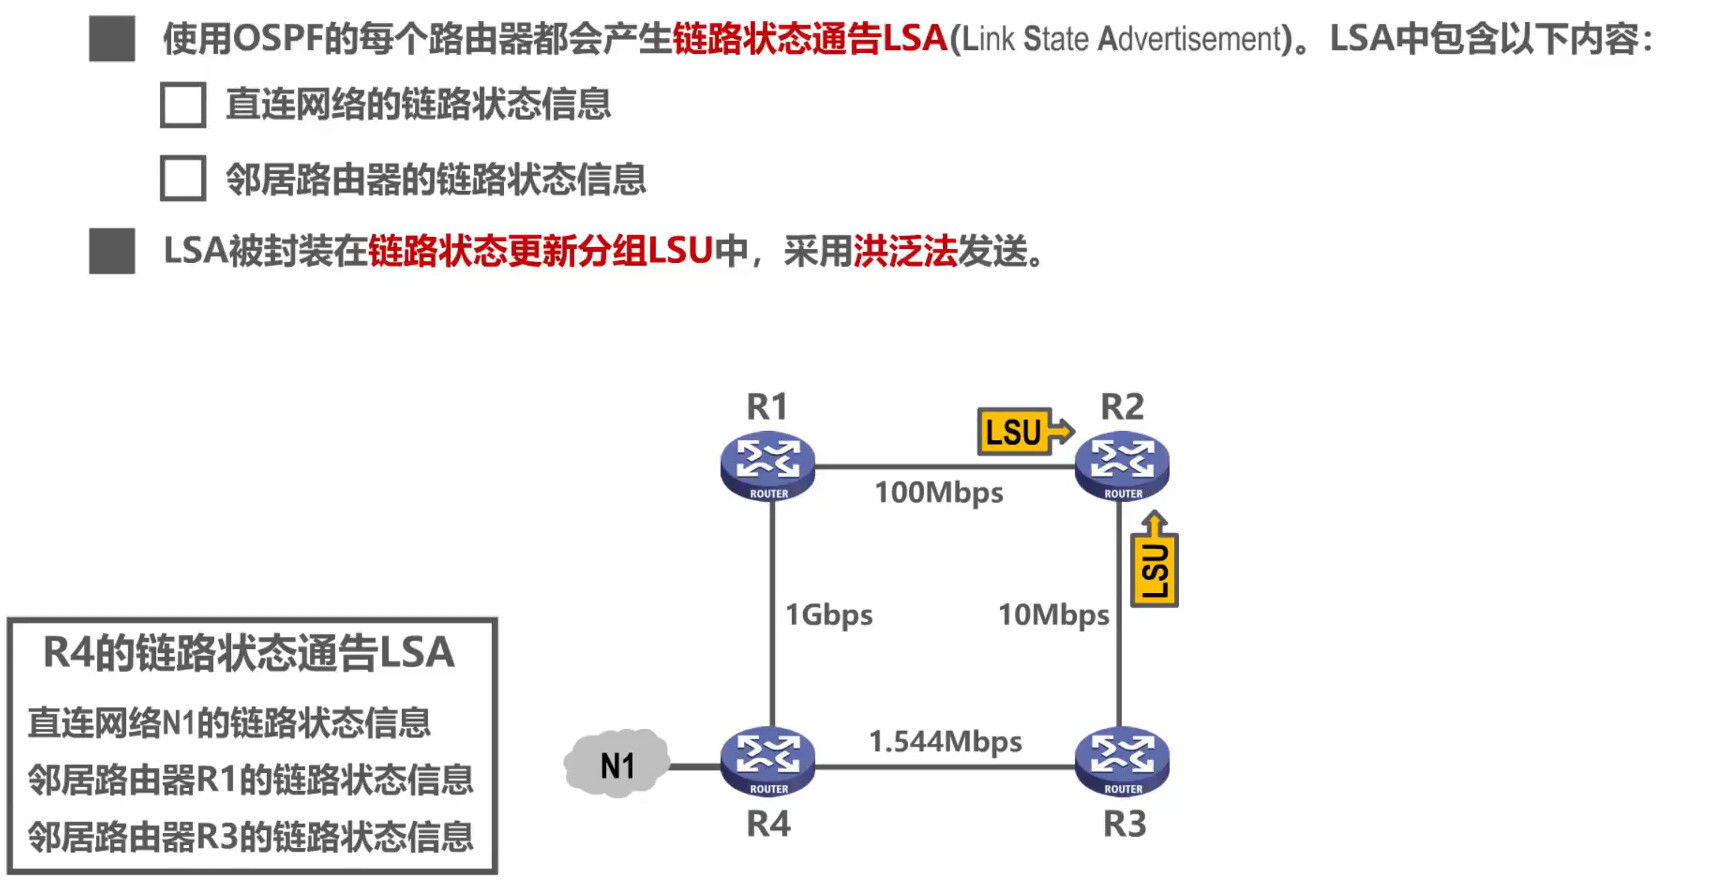 使用OSPF的每个路由器都会产生链路状态通告LSA(Link State Advertisement)。LSA中包含以下内容：
直连网络的链路状态信息
邻居路由器的链路状态信息
LSA被封装在链路状态更新分组LSU中，采用洪泛法发送。
R1
R2
LSU
ROUTER
ROUTER
100Mbps
LSU
1Gbps
10Mbps
R4的链路状态通告LSA
直连网络N1的链路状态信息
邻居路由器R1的链路状态信息
邻居路由器R3的链路状态信息
N1
1.544Mbps
ROUTER
ROUTER
R4
R3